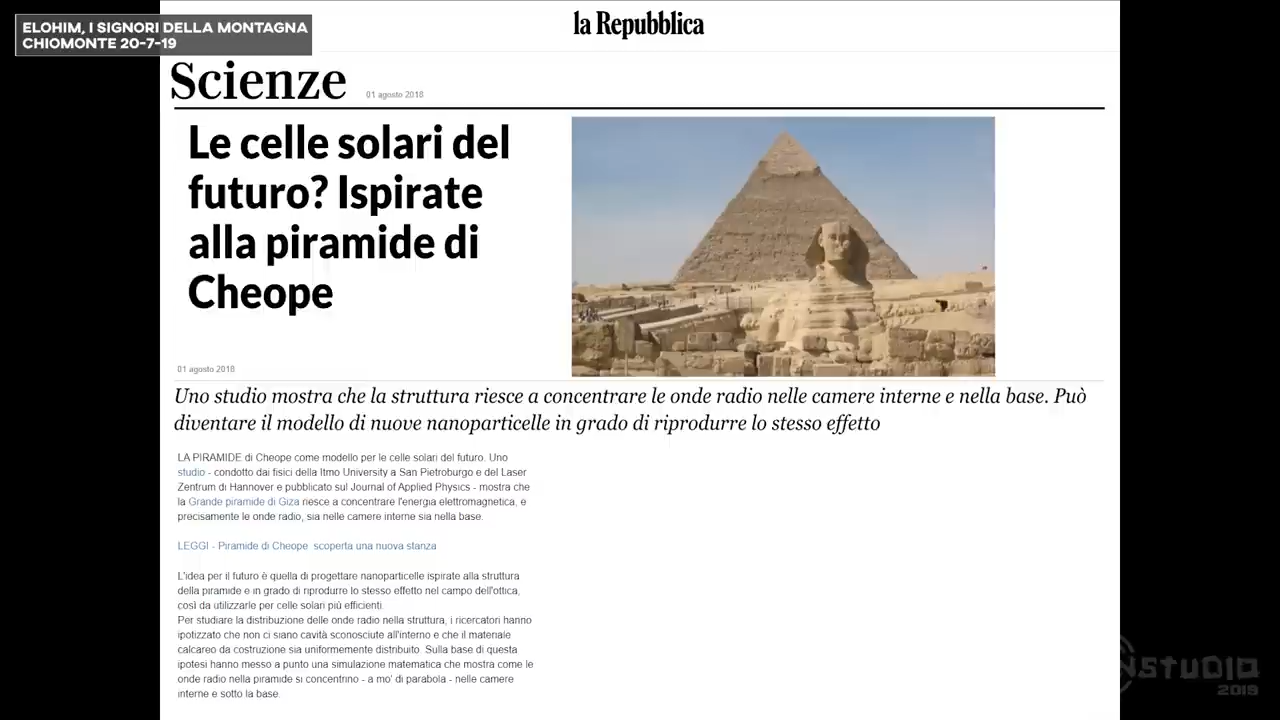 ELOHIM, I SIGNORI DELLA MONTAGNA
CHIOMONTE 20-7-19
la Repubblica
Scienze
01 agosto 2018
Le celle solari del
futuro? Ispirate
alla piramide di
Cheope
01 agosto 2018
Uno studio mostra che la struttura riesce a concentrare le onde radio nelle camere interne e nella base. Può
diventare il modello di nuove nanoparticelle in grado di riprodurre lo stesso effetto
LA PIRAMIDE di Cheope come modello per le celle solari del futuro. Uno
studio - condotto dai fisici della Itmo University a San Pietroburgo e del Laser
Zentrum di Hannover e pubblicato sul Journal of Applied Physics - mostra che
la Grande piramide di Giza riesce a concentrare l'energia elettromagnetica, e
precisamente le onde radio, sia nelle camere interne sia nella base.
LEGGI - Piramide di Cheope scoperta una nuova stanza
L'idea per il futuro è quella di progettare nanoparticelle ispirate alla struttura
della piramide e in grado di riprodurre lo stesso effetto nel campo dell'ottica,
così da utilizzarle per celle solari più efficienti.
Per studiare la distribuzione delle onde radio nella struttura, i ricercatori hanno
ipotizzato che non ci siano cavità sconosciute all'interno e che il materiale
calcareo da costruzione sia uniformemente distribuito. Sulla base di questa
ipotesi hanno messo a punto una simulazione matematica che mostra come le
onde radio nella piramide si concentrino - a mo' di parabola - nelle camere
interne e sotto la base.
NSTUDIO
2019